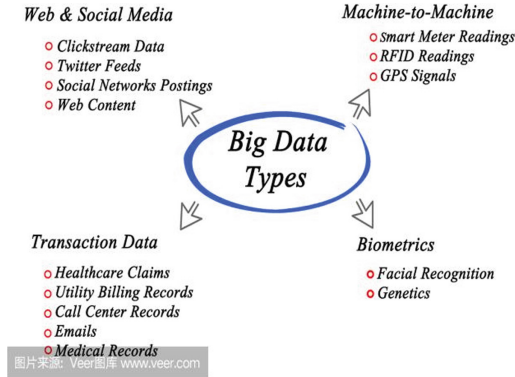 Web & Social Media
Clickstream Data
Twitter Feeds
Social Networks Postings
Web Content
Machine-to-Machine
smart Meter Readings
RFID Readings
GPS Signals
Big Data
Types
Transaction Data
Healthcare Claims
Utility Billing Records
Call Center Records
Emails
Medical Records
Biometrics
Facial Recognition
Genetics
图片来源: Veer图库 www.veer.com